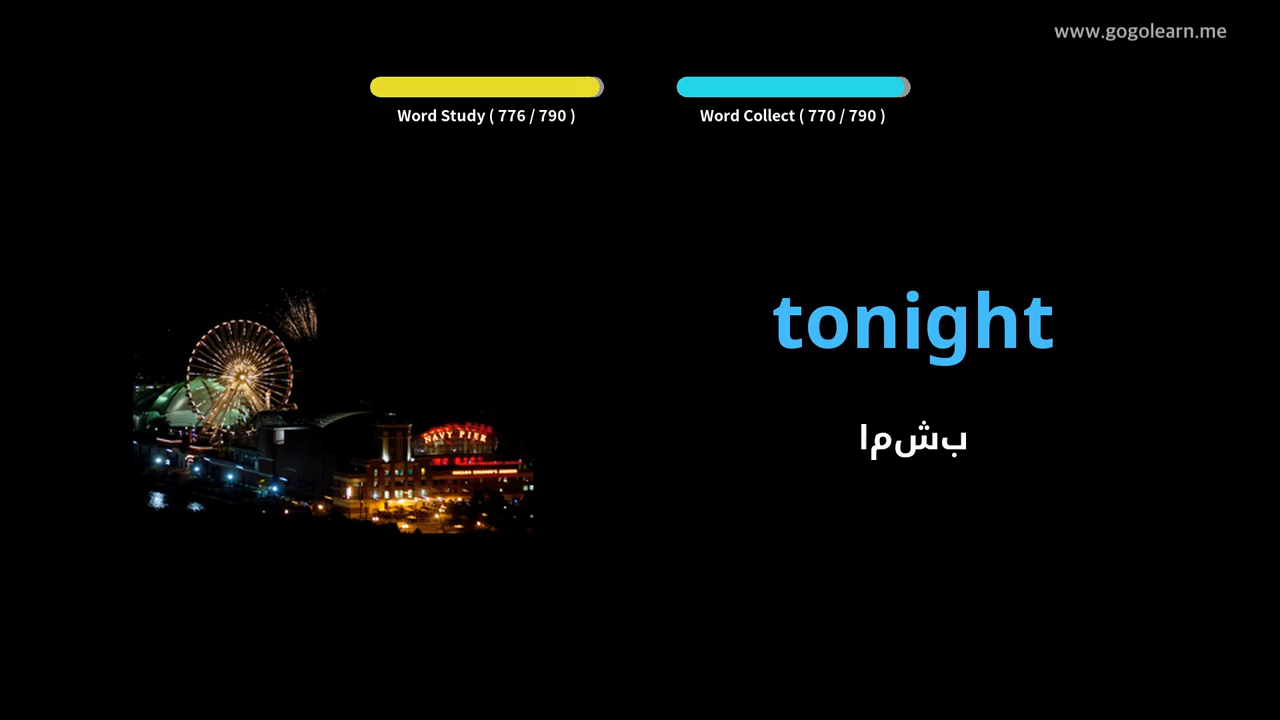 www.gogolearn.me
Word Study ( 776 / 790 )
Word Collect ( 770 / 790 )
tonight
امشب
NAVY PIER